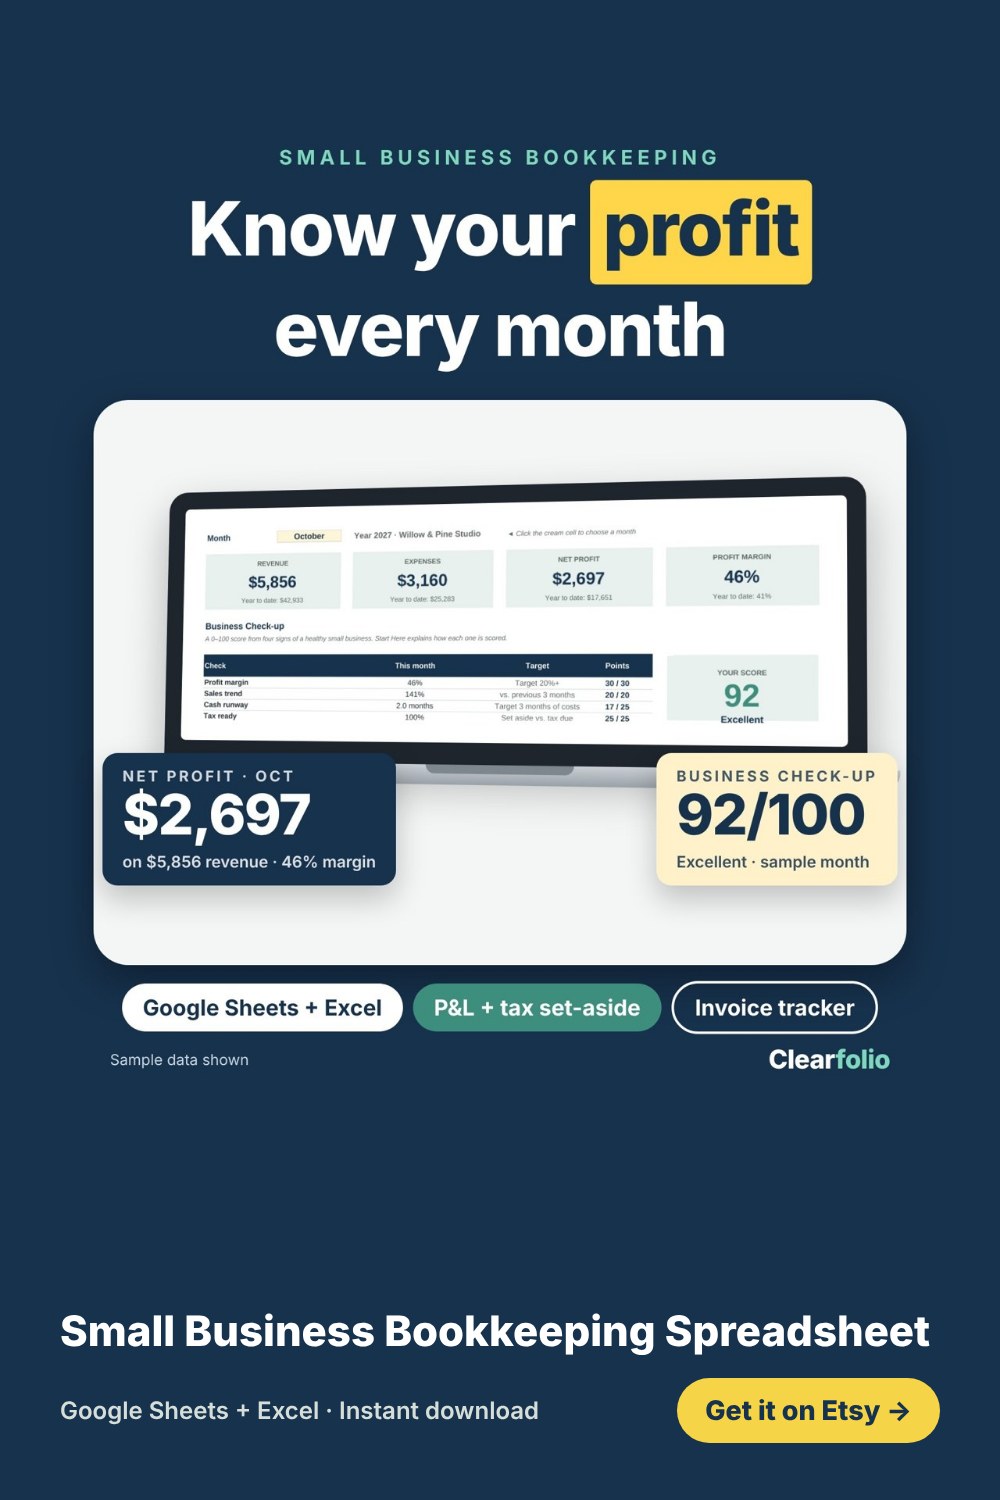 SMALL BUSINESS BOOKKEEPING
Know your profit
every month
Month October Year 2027 · Willow & Pine Studio ◄ Click the cream cell to choose a month
REVENUE EXPENSES NET PROFIT PROFIT MARGIN
$5,856 $3,160 $2,697 46%
Year to date: $42,933 Year to date: $25,283 Year to date: $17,651 Year to date: 41%
Business Check-up
A 0–100 score from four signs of a healthy small business. Start Here explains how each one is scored.
Check This month Target Points
Profit margin 46% Target 20%+ 30 / 30
Sales trend 141% vs. previous 3 months 20 / 20
Cash runway 2.0 months Target 3 months of costs 17 / 25
Tax ready 100% Set aside vs. tax due 25 / 25
YOUR SCORE
92
Excellent
NET PROFIT · OCT
$2,697
on $5,856 revenue · 46% margin
BUSINESS CHECK-UP
92/100
Excellent · sample month
Google Sheets + Excel
P&L + tax set-aside
Invoice tracker
Sample data shown
Clearfolio
Small Business Bookkeeping Spreadsheet
Google Sheets + Excel · Instant download
Get it on Etsy →